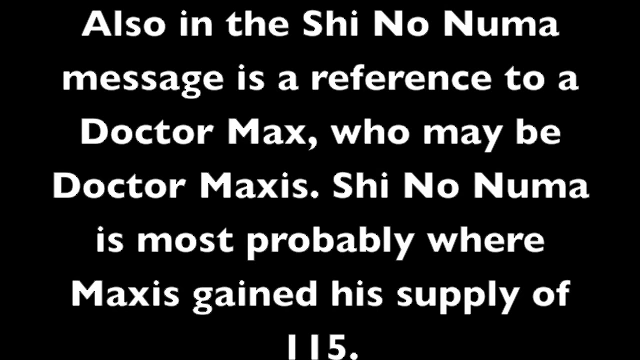 Also in the Shi No Numa
message is a reference to a
Doctor Max, who may be
Doctor Maxis. Shi No Numa
is most probably where
Maxis gained his supply of
115.